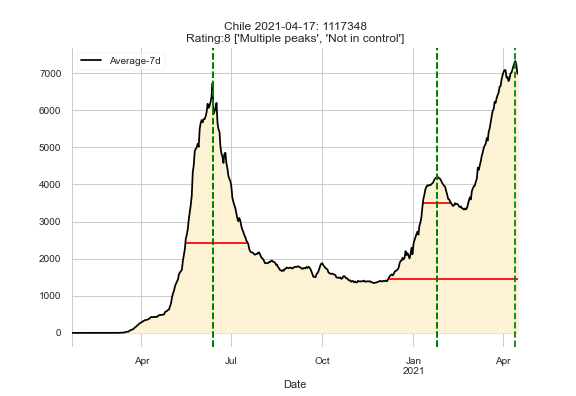 Chile 2021-04-17: 1117348
Rating:8 ['Multiple peaks', 'Not in control']
Average-7d
7000
6000
5000
4000
3000
2000
1000
0
Apr
Jul
Oct
Jan
2021
Apr
Date